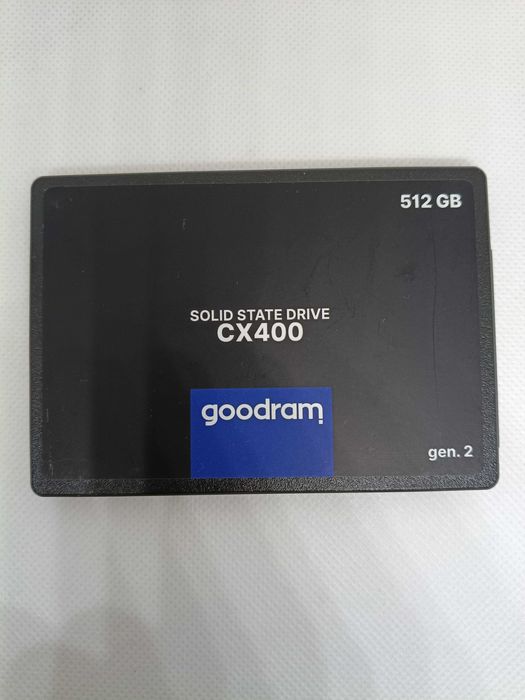 512 GB
SOLID STATE DRIVE
CX400
goodram
gen. 2